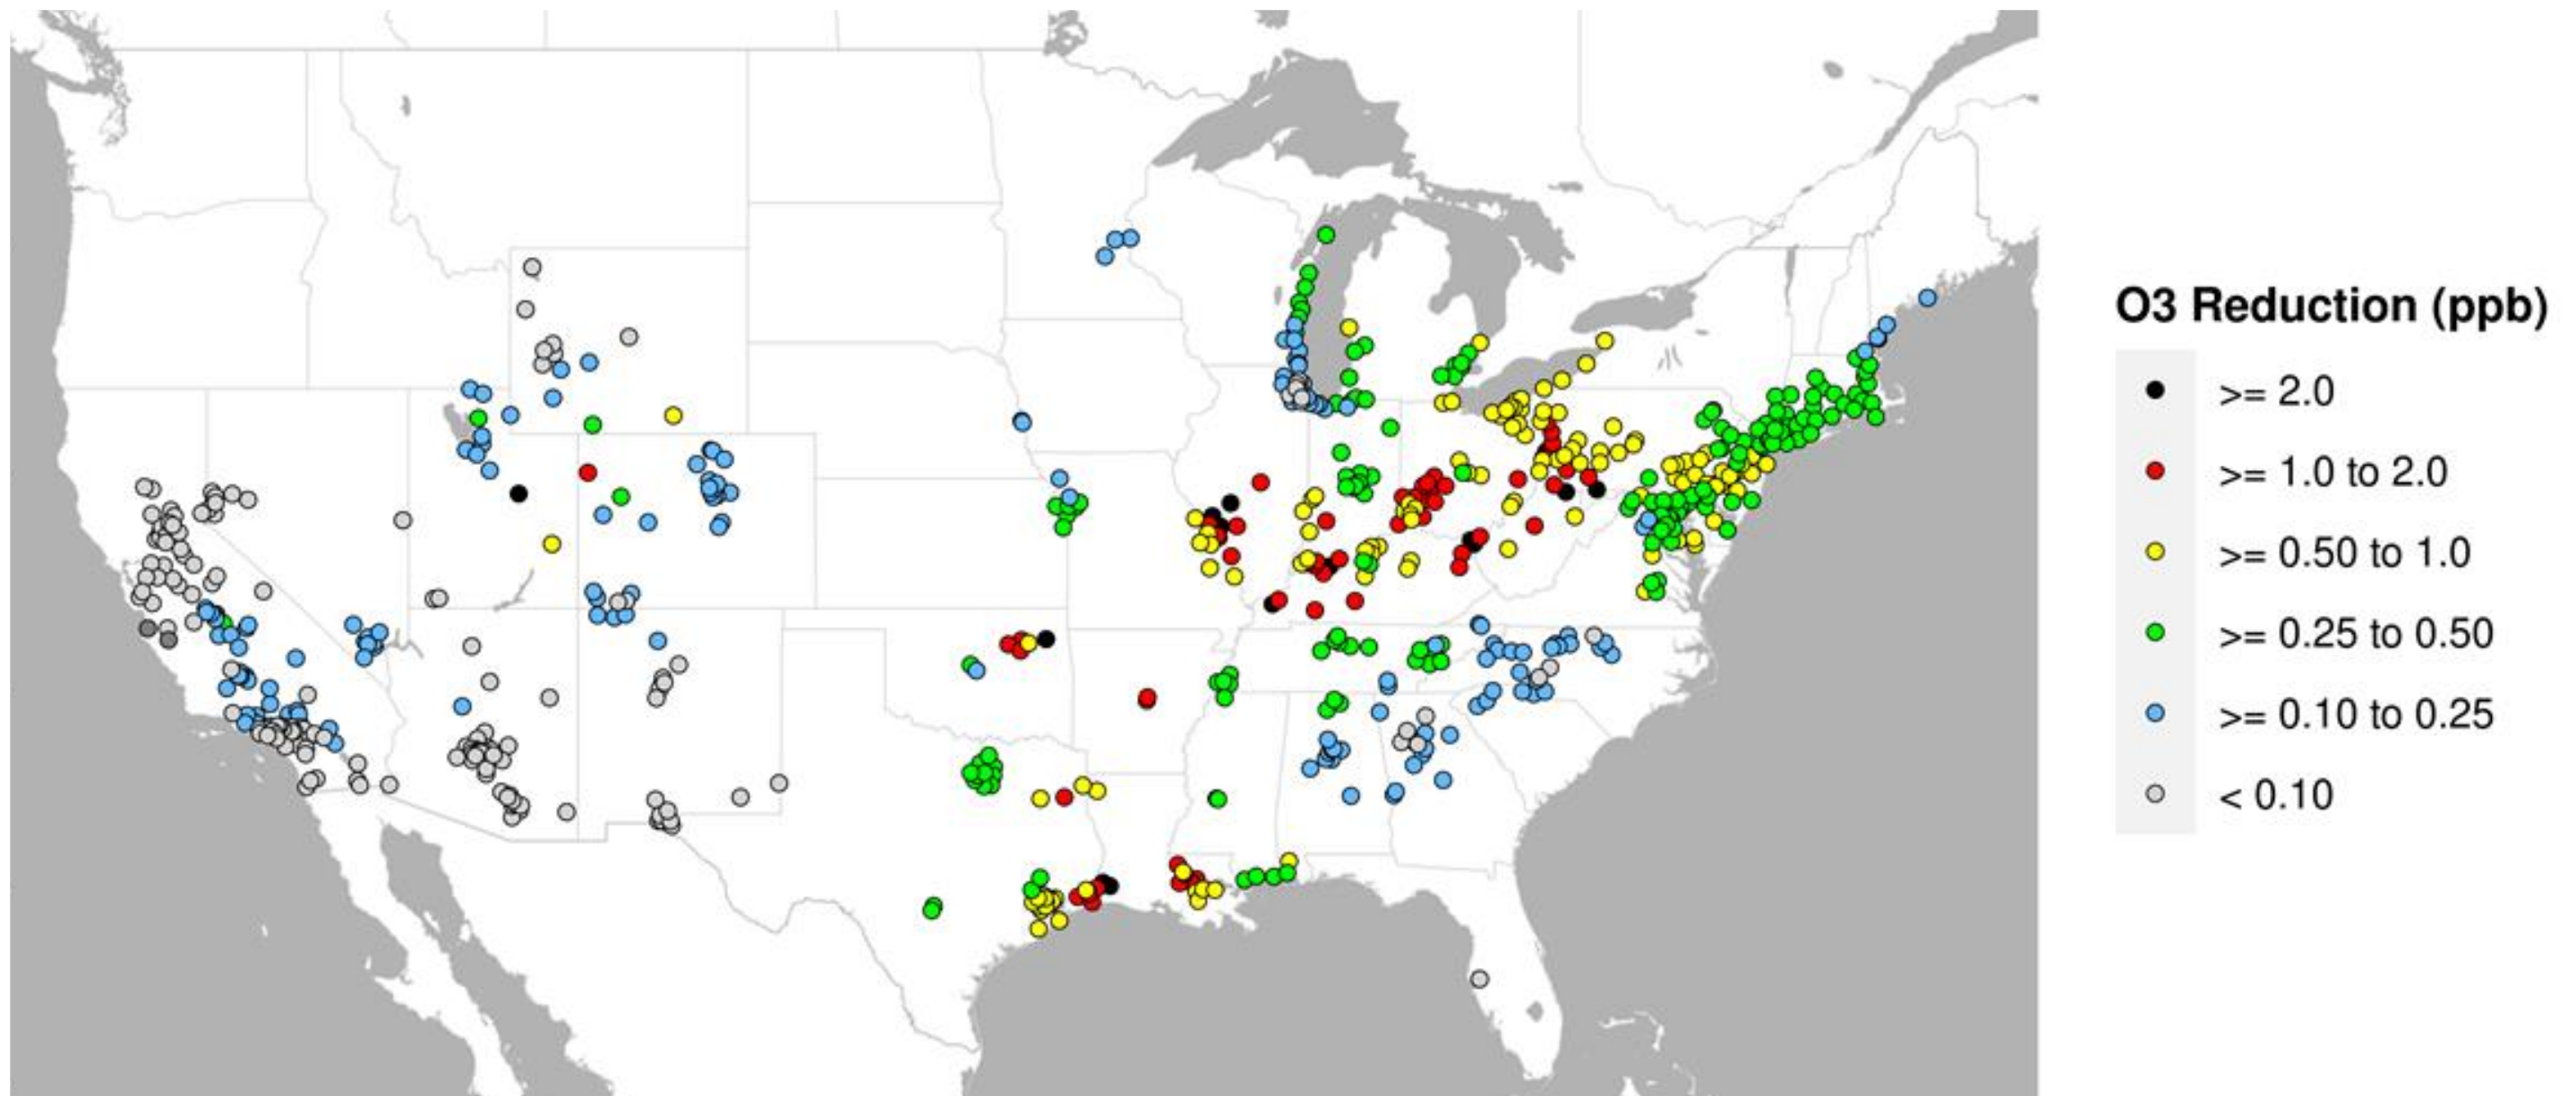 O3 Reduction (ppb)
>= 2.0
>= 1.0 to 2.0
>= 0.50 to 1.0
>= 0.25 to 0.50
>= 0.10 to 0.25
< 0.10